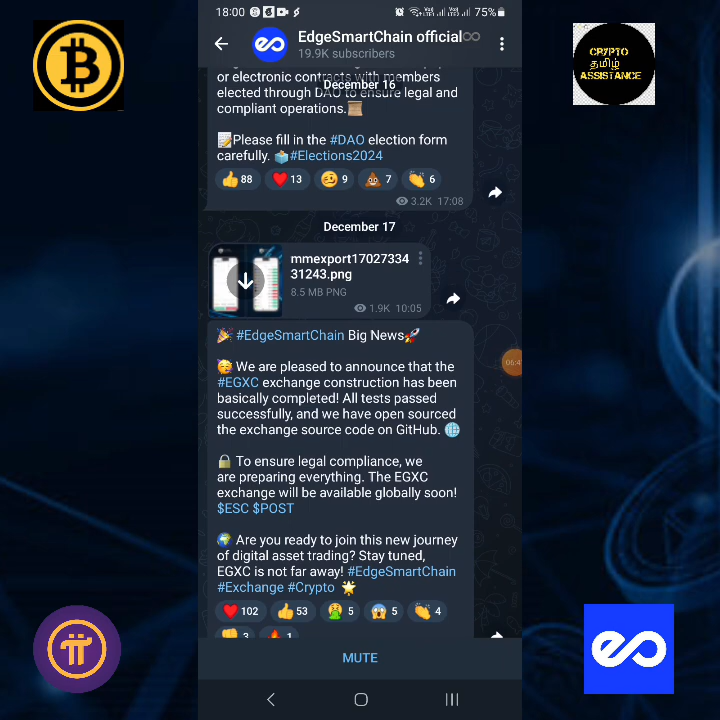 18:00
75%
EdgeSmartChain official
19.9K subscribers
CRYPTO
தமிழ்
ASSISTANCE
or electronic contracts with members
December 16
elected through DAO to ensure legal and
compliant operations.📜
📝Please fill in the #DAO election form
carefully. 🗳️#Elections2024
👍88 ❤️13 🥴9 💩7 👏6
3.2K 17:08
December 17
mmexport17027334
31243.png
8.5 MB PNG
1.9K 10:05
🎉 #EdgeSmartChain Big News🚀
🥳 We are pleased to announce that the
#EGXC exchange construction has been
basically completed! All tests passed
successfully, and we have open sourced
the exchange source code on GitHub. 🌐
🔒 To ensure legal compliance, we
are preparing everything. The EGXC
exchange will be available globally soon!
$ESC $POST
🌍 Are you ready to join this new journey
of digital asset trading? Stay tuned,
EGXC is not far away! #EdgeSmartChain
#Exchange #Crypto 🌟
❤️102 👍53 🤮5 😱5 👏4
👎3 🔥1
MUTE